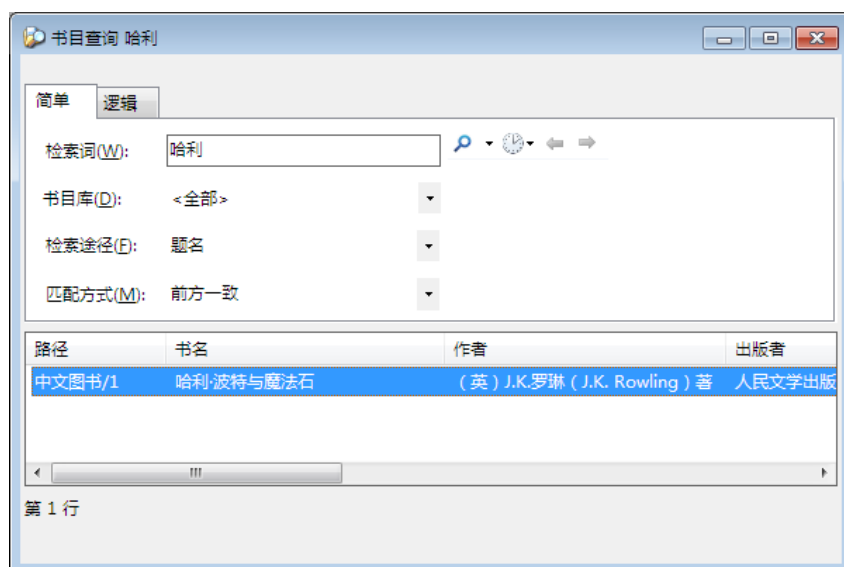 书目查询 哈利
简单 逻辑
检索词(W): 哈利
书目库(D): <全部>
检索途径(F): 题名
匹配方式(M): 前方一致
路径 书名 作者 出版者
中文图书/1 哈利·波特与魔法石 （英）J.K.罗琳（J.K. Rowling）著 人民文学出版
第 1 行